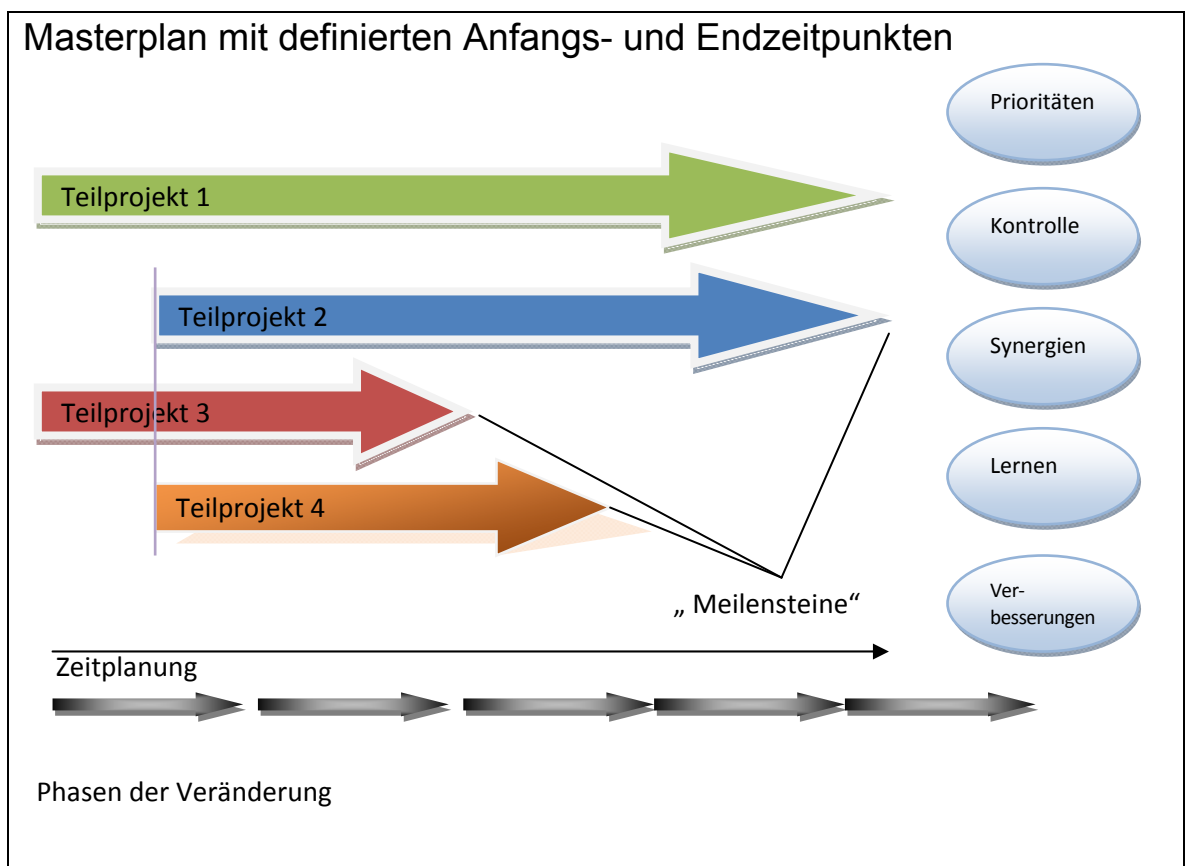 Masterplan mit definierten Anfangs- und Endzeitpunkten
Prioritäten
Teilprojekt 1
Kontrolle
Teilprojekt 2
Synergien
Teilprojekt 3
Lernen
Teilprojekt 4
„ Meilensteine“
Ver-
besserungen
Zeitplanung
Phasen der Veränderung